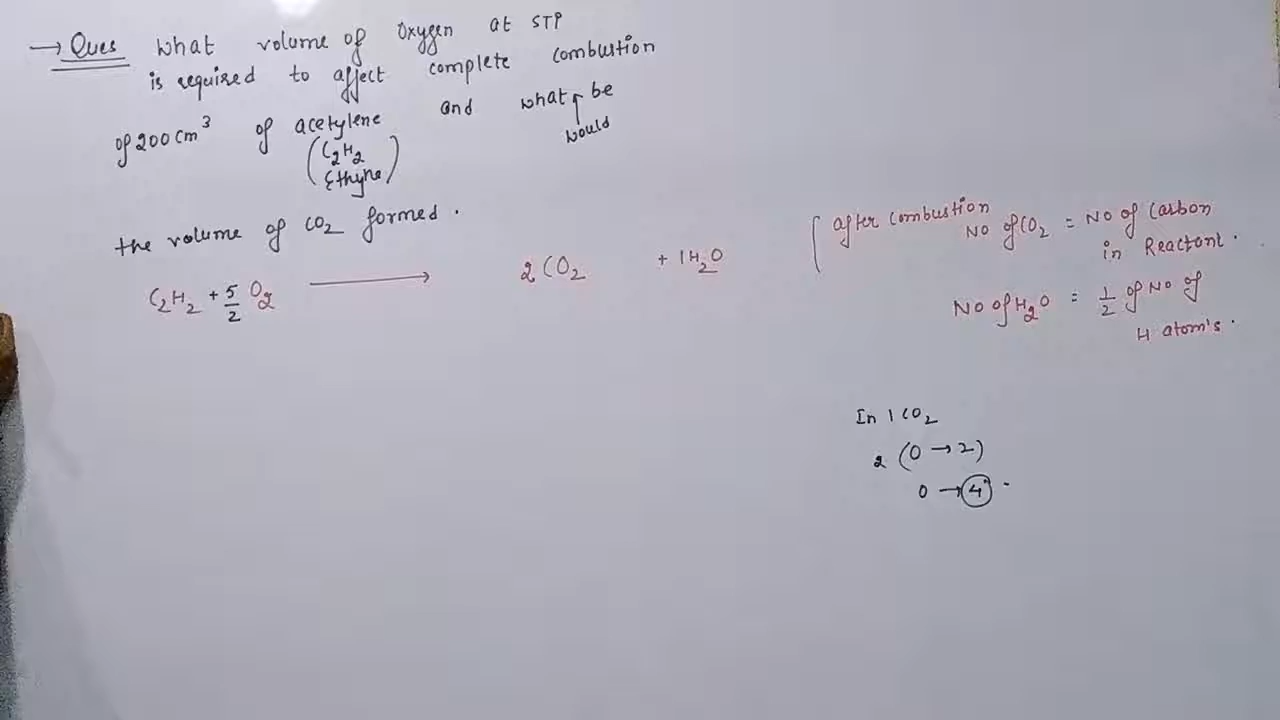 → Ques What volume of Oxygen at STP
is required to affect complete combustion
of 200 cm³ of acetylene and what would be
(C₂H₂
Ethyne)
the volume of CO₂ formed.
C₂H₂ + 5/2 O₂ → 2CO₂ + 1H₂O
After combustion
No of CO₂ = No of Carbon
in Reactant.
No of H₂O = 1/2 of No of
H atom's.
In 1 CO₂
2 (O → 2)
O → 4